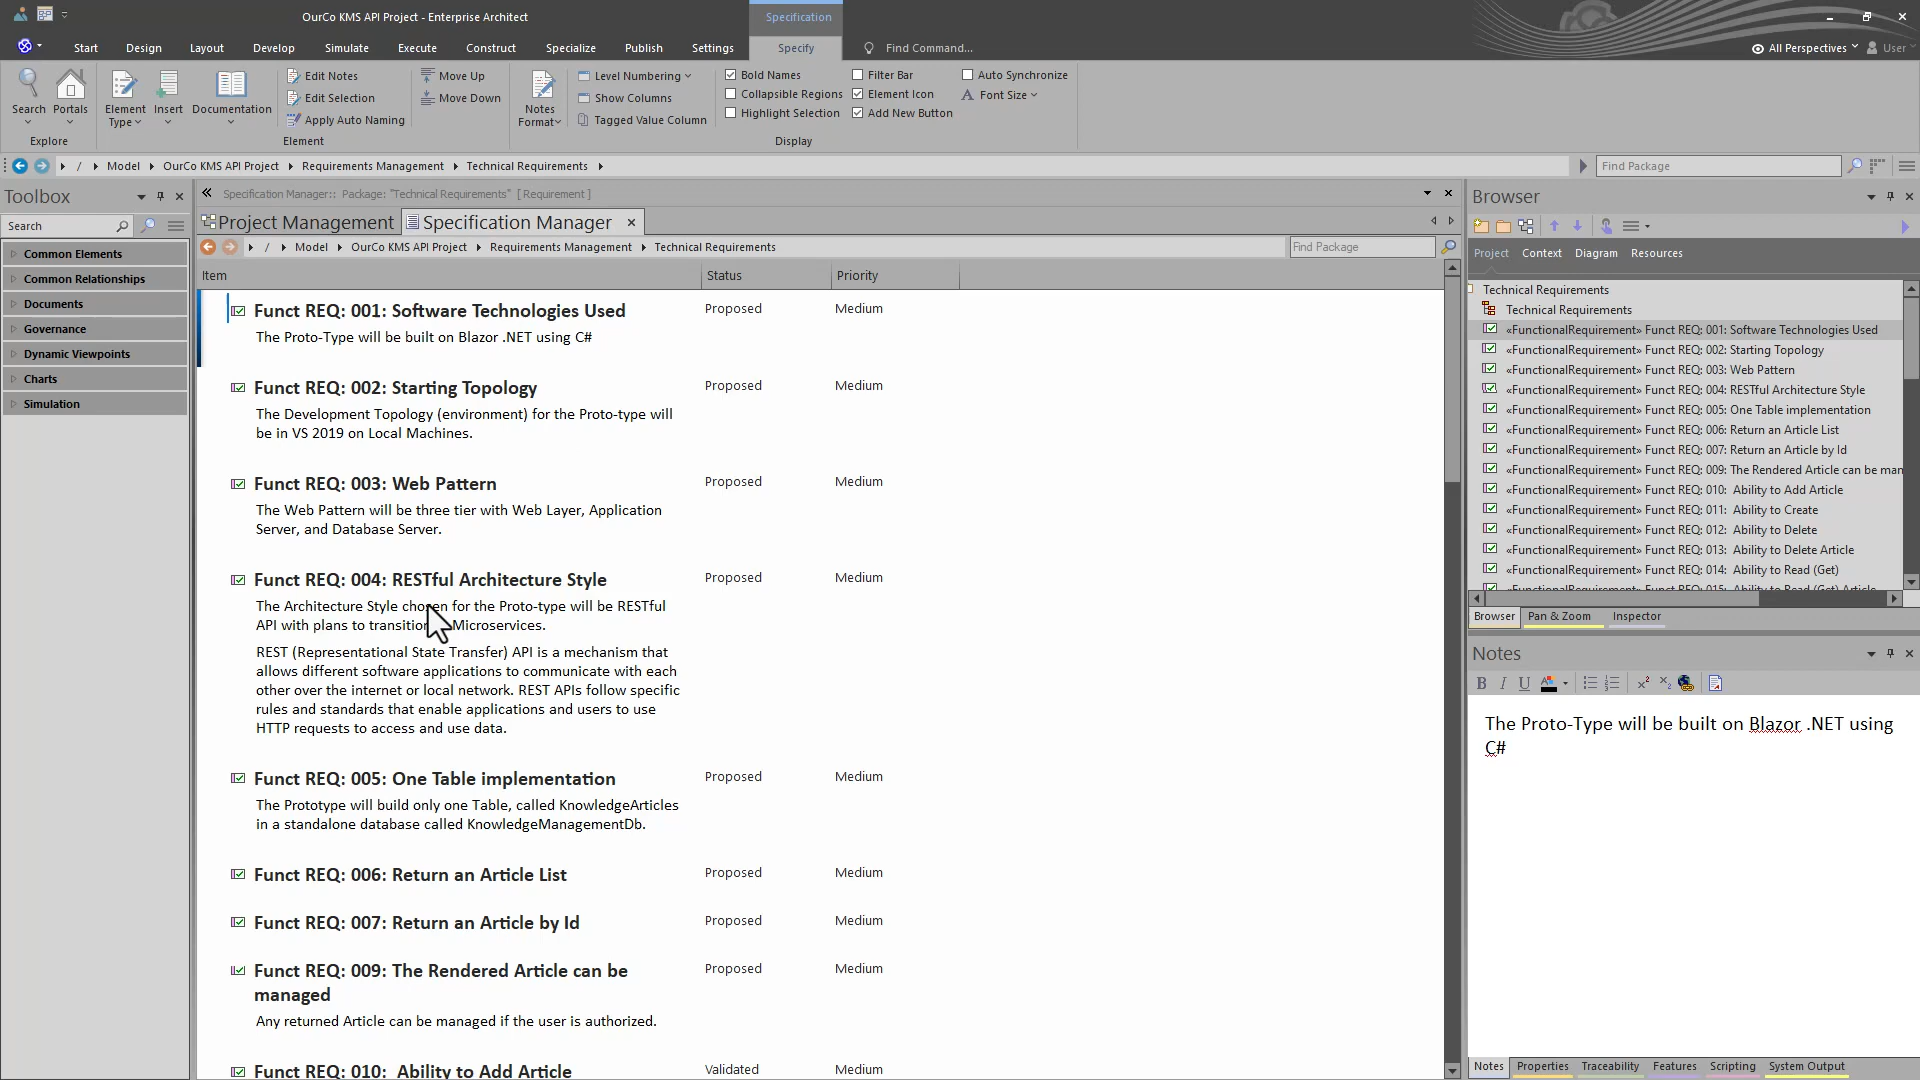 OurCo KMS API Project - Enterprise Architect
Specification
Start Design Layout Develop Simulate Execute Construct Specialize Publish Settings Specify Find Command... All Perspectives User
Search Portals
Explore
Element Type Insert Documentation
Edit Notes
Edit Selection
Apply Auto Naming
Move Up
Move Down
Element
Notes Format
Level Numbering
Show Columns
Tagged Value Column
Bold Names Filter Bar Auto Synchronize
Collapsible Regions Element Icon Font Size
Highlight Selection Add New Button
Display
/ Model OurCo KMS API Project Requirements Management Technical Requirements Find Package
Toolbox
Search
Common Elements
Common Relationships
Documents
Governance
Dynamic Viewpoints
Charts
Simulation
Specification Manager:: Package: "Technical Requirements" [ Requirement ]
Project Management Specification Manager
/ Model OurCo KMS API Project Requirements Management Technical Requirements Find Package
Item Status Priority
Funct REQ: 001: Software Technologies Used Proposed Medium
The Proto-Type will be built on Blazor .NET using C#
Funct REQ: 002: Starting Topology Proposed Medium
The Development Topology (environment) for the Proto-type will
be in VS 2019 on Local Machines.
Funct REQ: 003: Web Pattern Proposed Medium
The Web Pattern will be three tier with Web Layer, Application
Server, and Database Server.
Funct REQ: 004: RESTful Architecture Style Proposed Medium
The Architecture Style chosen for the Proto-type will be RESTful
API with plans to transition Microservices.
REST (Representational State Transfer) API is a mechanism that
allows different software applications to communicate with each
other over the internet or local network. REST APIs follow specific
rules and standards that enable applications and users to use
HTTP requests to access and use data.
Funct REQ: 005: One Table implementation Proposed Medium
The Prototype will build only one Table, called KnowledgeArticles
in a standalone database called KnowledgeManagementDb.
Funct REQ: 006: Return an Article List Proposed Medium
Funct REQ: 007: Return an Article by Id Proposed Medium
Funct REQ: 009: The Rendered Article can be Proposed Medium
managed
Any returned Article can be managed if the user is authorized.
Funct REQ: 010: Ability to Add Article Validated Medium
Browser
Project Context Diagram Resources
Technical Requirements
Technical Requirements
«FunctionalRequirement» Funct REQ: 001: Software Technologies Used
«FunctionalRequirement» Funct REQ: 002: Starting Topology
«FunctionalRequirement» Funct REQ: 003: Web Pattern
«FunctionalRequirement» Funct REQ: 004: RESTful Architecture Style
«FunctionalRequirement» Funct REQ: 005: One Table implementation
«FunctionalRequirement» Funct REQ: 006: Return an Article List
«FunctionalRequirement» Funct REQ: 007: Return an Article by Id
«FunctionalRequirement» Funct REQ: 009: The Rendered Article can be man
«FunctionalRequirement» Funct REQ: 010: Ability to Add Article
«FunctionalRequirement» Funct REQ: 011: Ability to Create
«FunctionalRequirement» Funct REQ: 012: Ability to Delete
«FunctionalRequirement» Funct REQ: 013: Ability to Delete Article
«FunctionalRequirement» Funct REQ: 014: Ability to Read (Get)
«FunctionalRequirement» Funct REQ: 015: Ability to Read (Get) Article
Browser Pan & Zoom Inspector
Notes
B I U A
The Proto-Type will be built on Blazor .NET using
C#
Notes Properties Traceability Features Scripting System Output